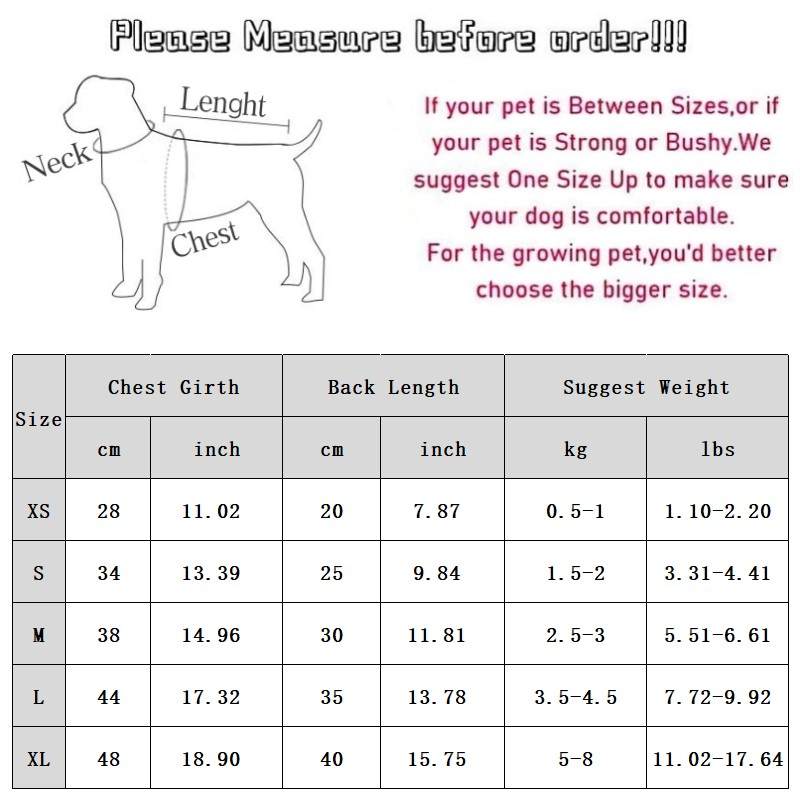 Please Measure before order!!!
Lenght
Neck
Chest
If your pet is Between Sizes,or if
your pet is Strong or Bushy.We
suggest One Size Up to make sure
your dog is comfortable.
For the growing pet,you'd better
choose the bigger size.
Size Chest Girth Back Length Suggest Weight
cm inch cm inch kg lbs
XS 28 11.02 20 7.87 0.5-1 1.10-2.20
S 34 13.39 25 9.84 1.5-2 3.31-4.41
M 38 14.96 30 11.81 2.5-3 5.51-6.61
L 44 17.32 35 13.78 3.5-4.5 7.72-9.92
XL 48 18.90 40 15.75 5-8 11.02-17.64